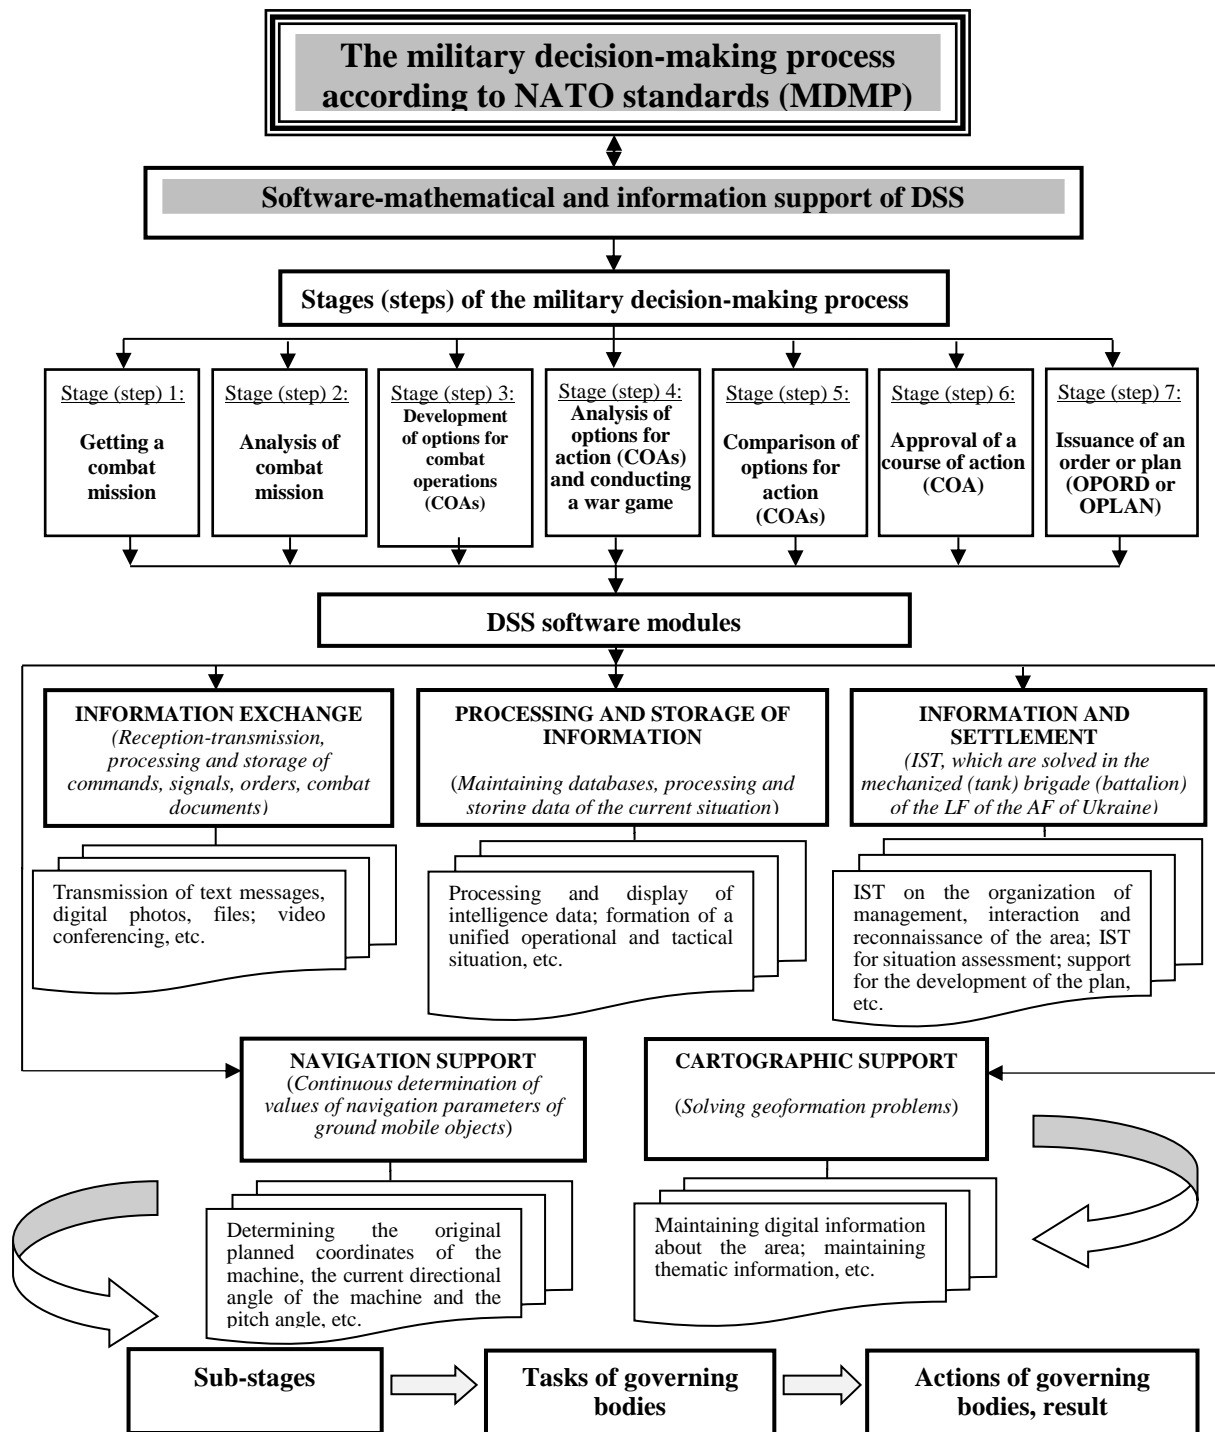 The military decision-making process
according to NATO standards (MDMP)
Software-mathematical and information support of DSS
Stages (steps) of the military decision-making process
Stage (step) 1:
Getting a
combat
mission
Stage (step) 2:
Analysis of
combat
mission
Stage (step) 3:
Development
of options for
combat
operations
(COAs)
Stage (step) 4:
Analysis of
options for
action (COAs)
and conducting
a war game
Stage (step) 5:
Comparison of
options for
action
(COAs)
Stage (step) 6:
Approval of a
course of action
(COA)
Stage (step) 7:
Issuance of an
order or plan
(OPORD or
OPLAN)
DSS software modules
INFORMATION EXCHANGE
(Reception-transmission,
processing and storage of
commands, signals, orders, combat
documents)
PROCESSING AND STORAGE OF
INFORMATION
(Maintaining databases, processing and
storing data of the current situation)
INFORMATION AND
SETTLEMENT
(IST, which are solved in the
mechanized (tank) brigade (battalion)
of the LF of the AF of Ukraine)
Transmission of text messages,
digital photos, files; video
conferencing, etc.
Processing and display of
intelligence data; formation of a
unified operational and tactical
situation, etc.
IST on the organization of
management, interaction and
reconnaissance of the area; IST
for situation assessment; support
for the development of the plan,
etc.
NAVIGATION SUPPORT
(Continuous determination of
values of navigation parameters of
ground mobile objects)
CARTOGRAPHIC SUPPORT
(Solving geoformation problems)
Determining the original
planned coordinates of the
machine, the current directional
angle of the machine and the
pitch angle, etc.
Maintaining digital information
about the area; maintaining
thematic information, etc.
Sub-stages
Tasks of governing
bodies
Actions of governing
bodies, result